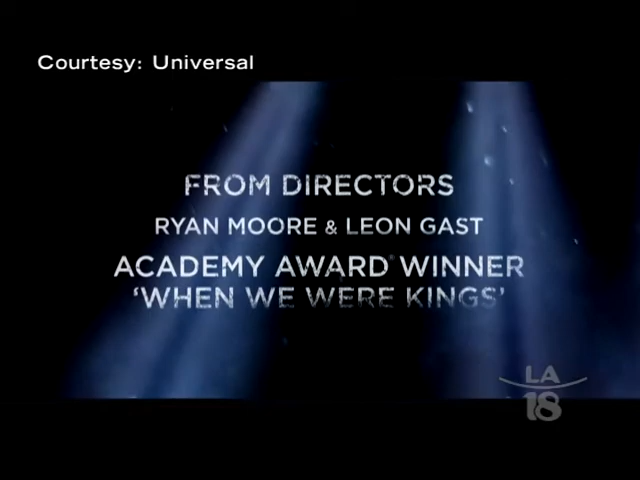 Courtesy: Universal
FROM DIRECTORS
RYAN MOORE & LEON GAST
ACADEMY AWARD® WINNER
‘WHEN WE WERE KINGS’
LA
18